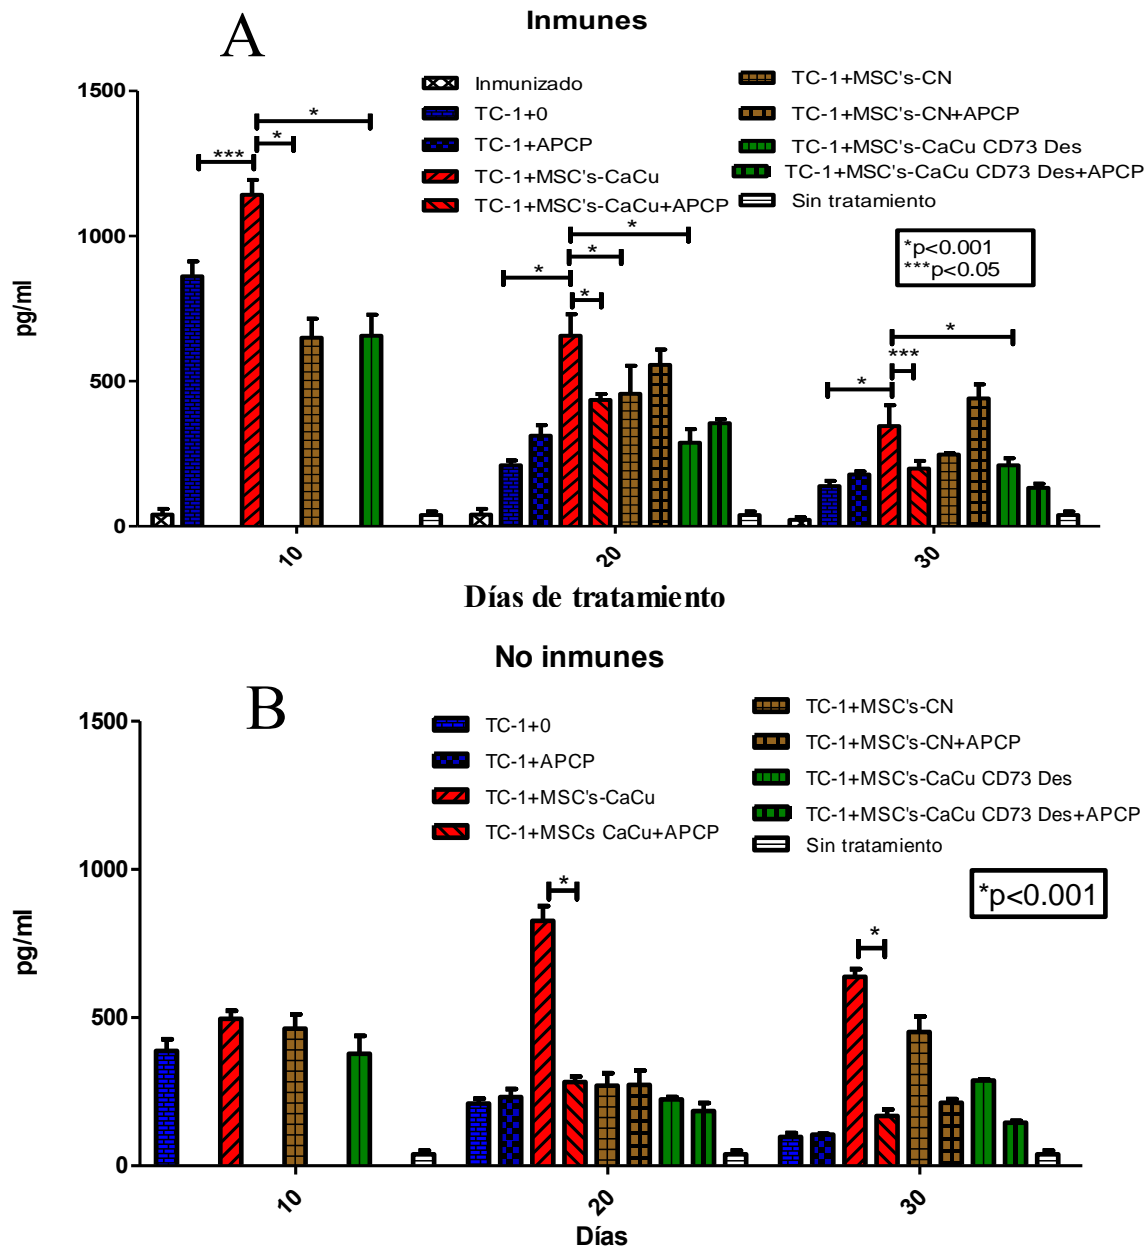 Inmunes
A
Inmunizado
TC-1+0
TC-1+APCP
TC-1+MSC's-CaCu
TC-1+MSC's-CaCu+APCP
TC-1+MSC's-CN
TC-1+MSC's-CN+APCP
TC-1+MSC's-CaCu CD73 Des
TC-1+MSC's-CaCu CD73 Des+APCP
Sin tratamiento
*p<0.001
***p<0.05
pg/ml
1500
1000
500
0
***
*
*
*
*
*
*
*
***
*
10
20
30
Días de tratamiento
No inmunes
B
TC-1+0
TC-1+APCP
TC-1+MSC's-CaCu
TC-1+MSCs CaCu+APCP
TC-1+MSC's-CN
TC-1+MSC's-CN+APCP
TC-1+MSC's-CaCu CD73 Des
TC-1+MSC's-CaCu CD73 Des+APCP
Sin tratamiento
*p<0.001
pg/ml
1500
1000
500
0
*
*
10
20
30
Días